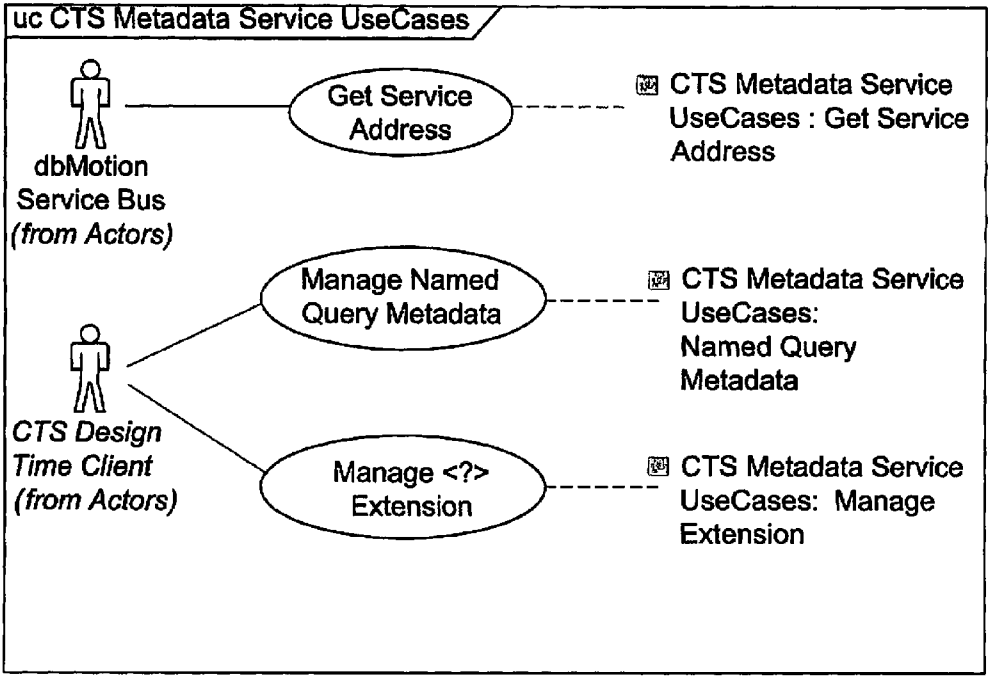 uc CTS Metadata Service UseCases
Get Service
Address
CTS Metadata Service
UseCases : Get Service
Address
dbMotion
Service Bus
(from Actors)
Manage Named
Query Metadata
CTS Metadata Service
UseCases:
Named Query
Metadata
CTS Design
Time Client
(from Actors)
Manage <?>
Extension
CTS Metadata Service
UseCases: Manage
Extension